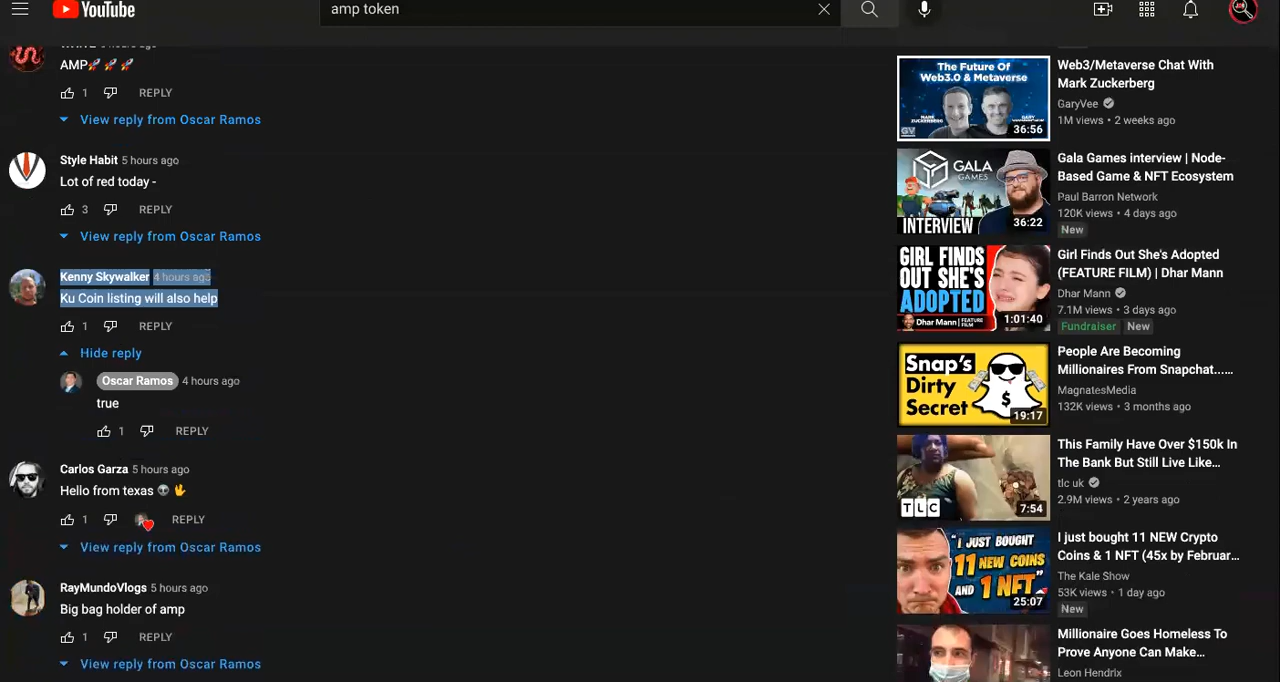 YouTube
amp token
AMP🚀 🚀 🚀
1 REPLY
View reply from Oscar Ramos
Style Habit 5 hours ago
Lot of red today -
3 REPLY
View reply from Oscar Ramos
Kenny Skywalker 4 hours ago
Ku Coin listing will also help
1 REPLY
Hide reply
Oscar Ramos 4 hours ago
true
1 REPLY
Carlos Garza 5 hours ago
Hello from texas 👽 🖖
1 REPLY
View reply from Oscar Ramos
RayMundoVlogs 5 hours ago
Big bag holder of amp
1 REPLY
View reply from Oscar Ramos
The Future Of
Web3.0 & Metaverse
MARK
ZUCKERBERG
GARY
GV
36:56
Web3/Metaverse Chat With
Mark Zuckerberg
GaryVee
1M views • 2 weeks ago
GALA
GAMES
INTERVIEW
36:22
Gala Games interview | Node-
Based Game & NFT Ecosystem
Paul Barron Network
120K views • 4 days ago
New
GIRL FINDS
OUT SHE'S
ADOPTED
Dhar Mann FEATURE
FILM
1:01:40
Girl Finds Out She's Adopted
(FEATURE FILM) | Dhar Mann
Dhar Mann
7.1M views • 3 days ago
Fundraiser New
Snap's
Dirty
Secret
$
19:17
People Are Becoming
Millionaires From Snapchat......
MagnatesMedia
132K views • 3 months ago
TLC
7:54
This Family Have Over $150k In
The Bank But Still Live Like...
tlc uk
2.9M views • 2 years ago
"I JUST BOUGHT
11 NEW COINS
AND 1 NFT"
25:07
I just bought 11 NEW Crypto
Coins & 1 NFT (45x by Februar...
The Kale Show
53K views • 1 day ago
New
Millionaire Goes Homeless To
Prove Anyone Can Make...
Leon Hendrix